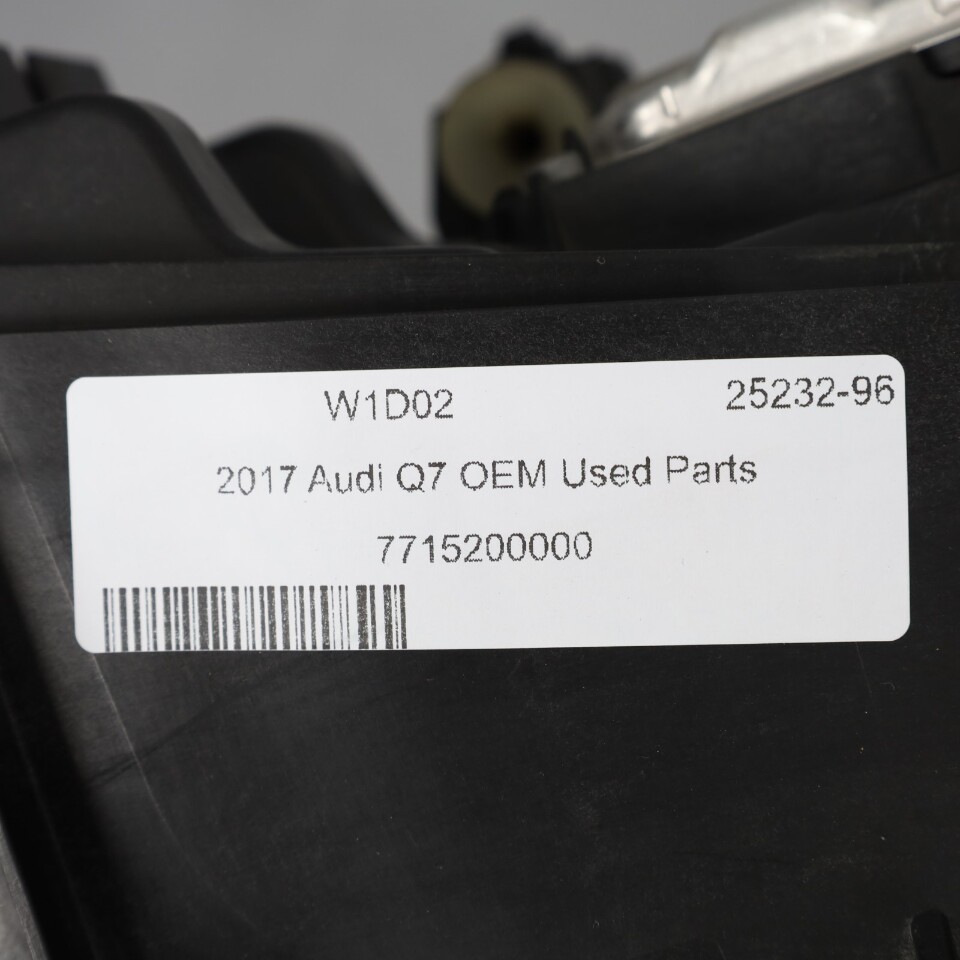 W1D02 25232-96
2017 Audi Q7 OEM Used Parts
7715200000